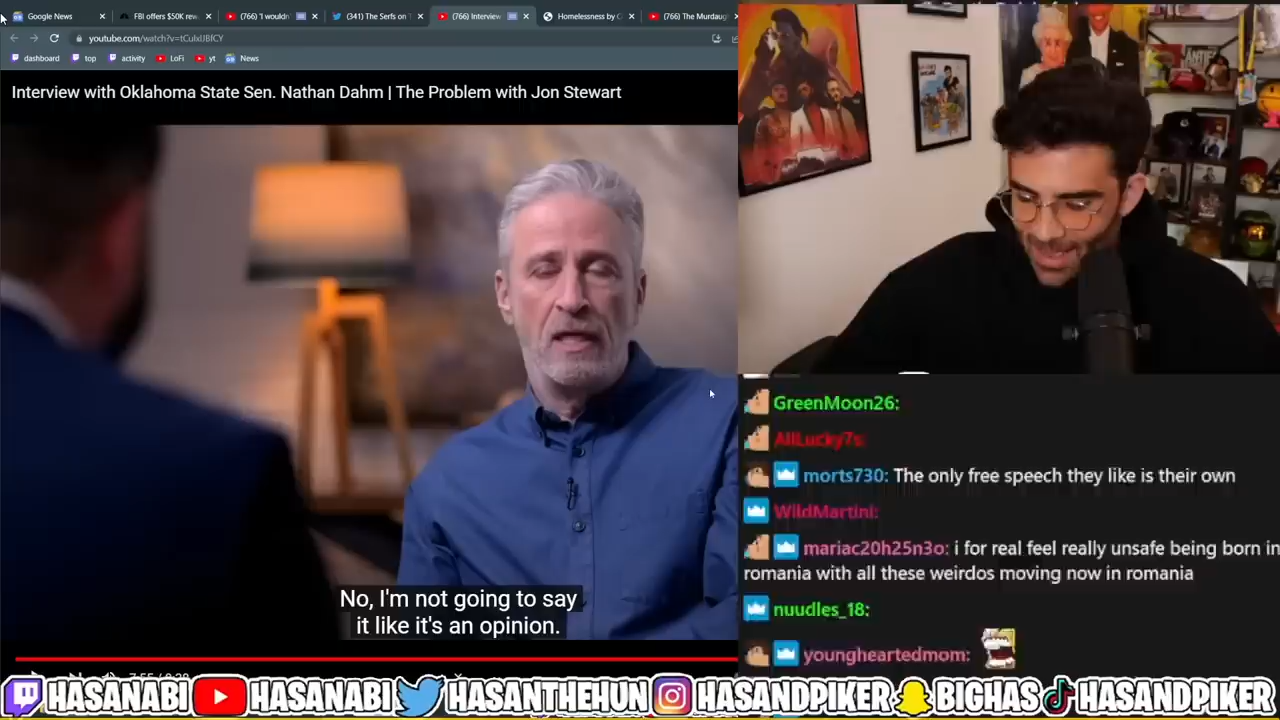 Google News
FBI offers $50K rew
(766) 'I wouldn'
(341) The Serfs on
(766) Interview
Homelessness by C
(766) The Murdaug
youtube.com/watch?v=tCulxIJBfCY
dashboard
top
activity
LoFi
yt
News
Interview with Oklahoma State Sen. Nathan Dahm | The Problem with Jon Stewart
No, I'm not going to say
it like it's an opinion.
GreenMoon26:
AllLucky7s:
morts730: The only free speech they like is their own
WildMartini:
mariac20h25n3o: i for real feel really unsafe being born in
romania with all these weirdos moving now in romania
nuudles_18:
youngheartedmom:
HASANABI
HASANABI
HASANTHEHUN
HASANDPIKER
BIGHAS
HASANDPIKER